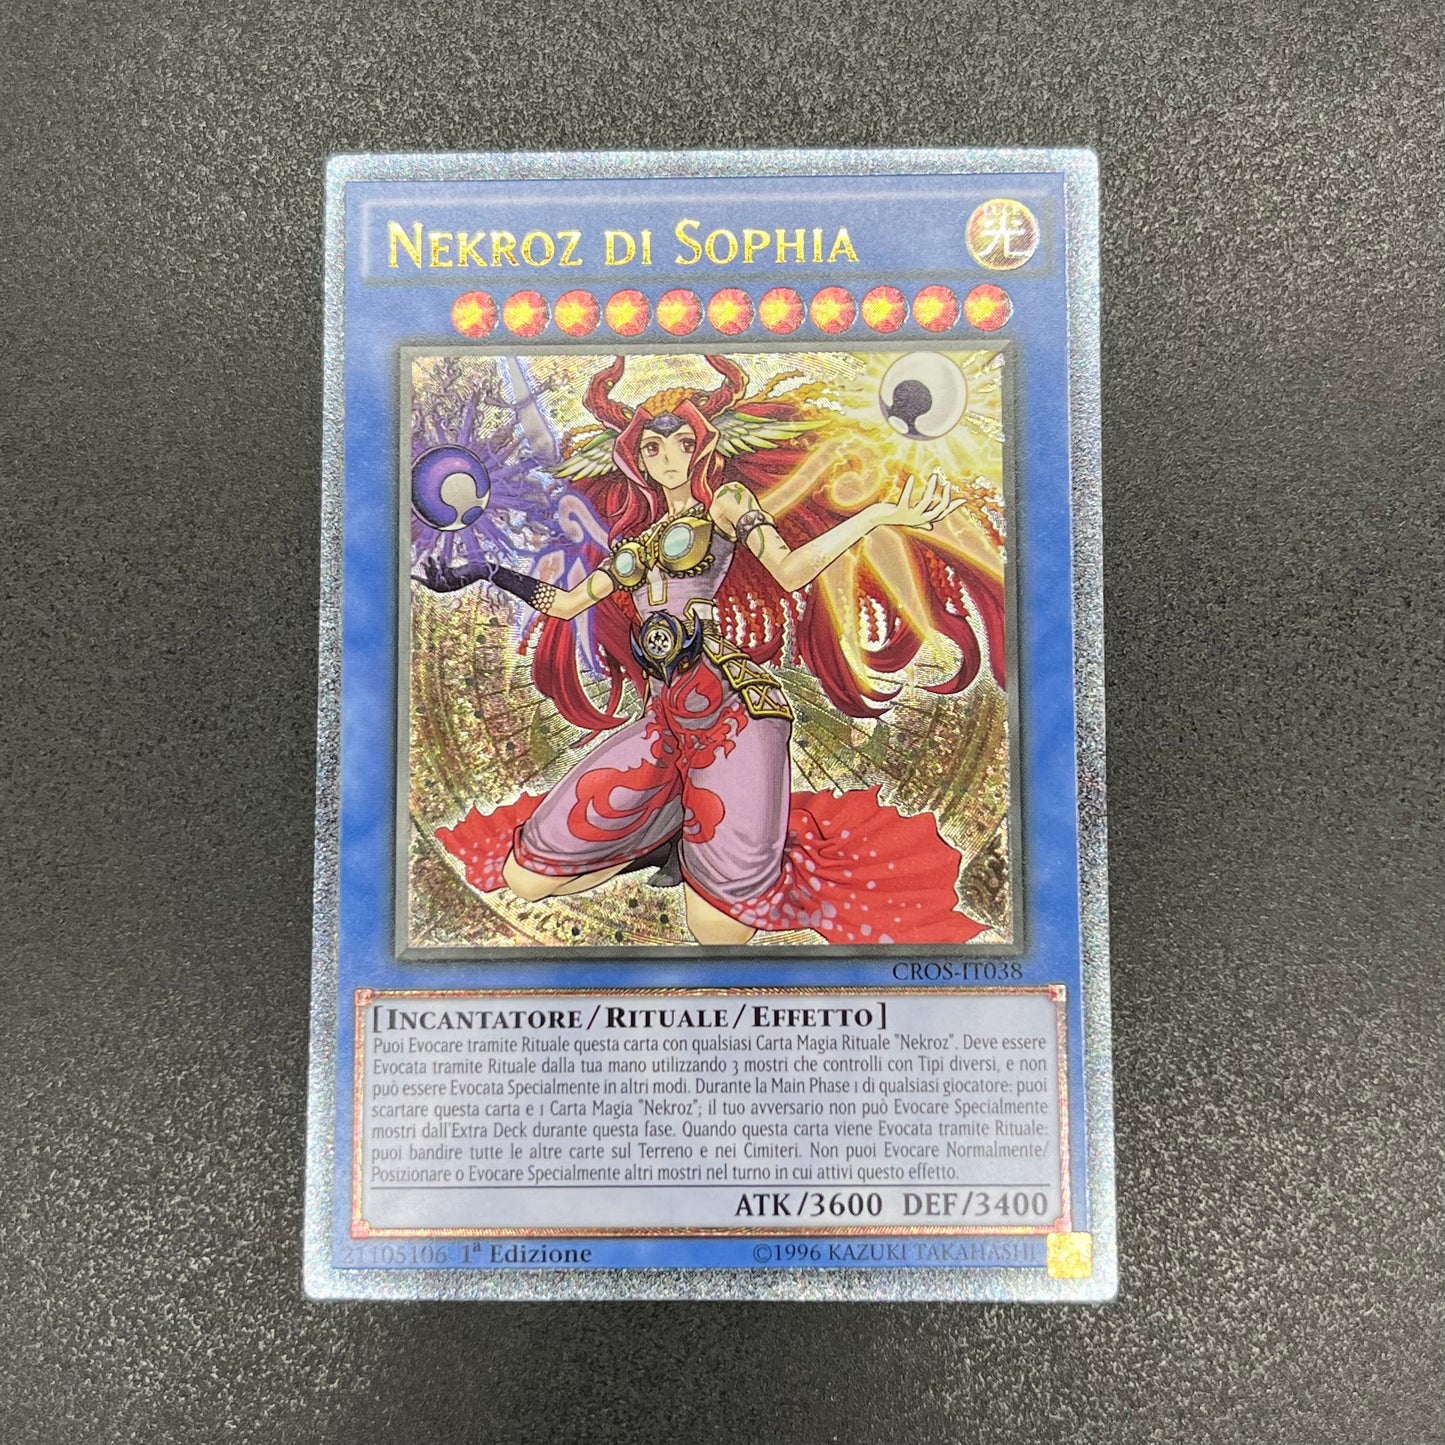 Nekroz di Sophia
光
CROS-IT038
[Incantatore/Rituale/Effetto]
Puoi Evocare tramite Rituale questa carta con qualsiasi Carta Magia Rituale "Nekroz". Deve essere
Evocata tramite Rituale dalla tua mano utilizzando 3 mostri che controlli con Tipi diversi, e non
può essere Evocata Specialmente in altri modi. Durante la Main Phase 1 di qualsiasi giocatore: puoi
scartare questa carta e 1 Carta Magia "Nekroz"; il tuo avversario non può Evocare Specialmente
mostri dall'Extra Deck durante questa fase. Quando questa carta viene Evocata tramite Rituale:
puoi bandire tutte le altre carte sul Terreno e nei Cimiteri. Non puoi Evocare Normalmente/
Posizionare o Evocare Specialmente altri mostri nel turno in cui attivi questo effetto.
ATK/3600 DEF/3400
21105106 1ª Edizione ©1996 KAZUKI TAKAHASHI